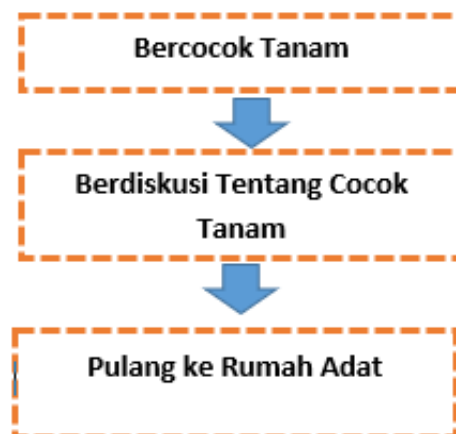 Bercocok Tanam
Berdiskusi Tentang Cocok
Tanam
Pulang ke Rumah Adat